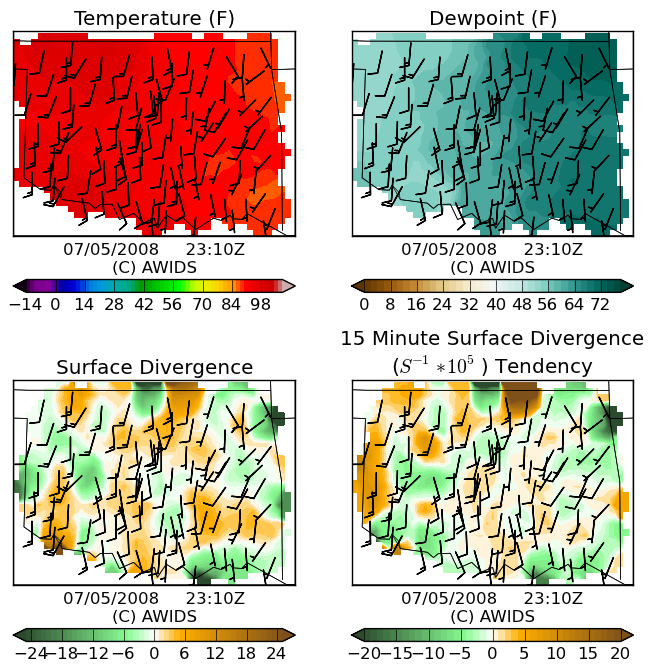 Temperature (F)
Dewpoint (F)
07/05/2008 23:10Z
(C) AWIDS
07/05/2008 23:10Z
(C) AWIDS
−14 0 14 28 42 56 70 84 98
0 8 16 24 32 40 48 56 64 72
Surface Divergence
15 Minute Surface Divergence
(S⁻¹ *10⁵ ) Tendency
07/05/2008 23:10Z
(C) AWIDS
07/05/2008 23:10Z
(C) AWIDS
−24 −18 −12 −6 0 6 12 18 24
−20 −15 −10 −5 0 5 10 15 20